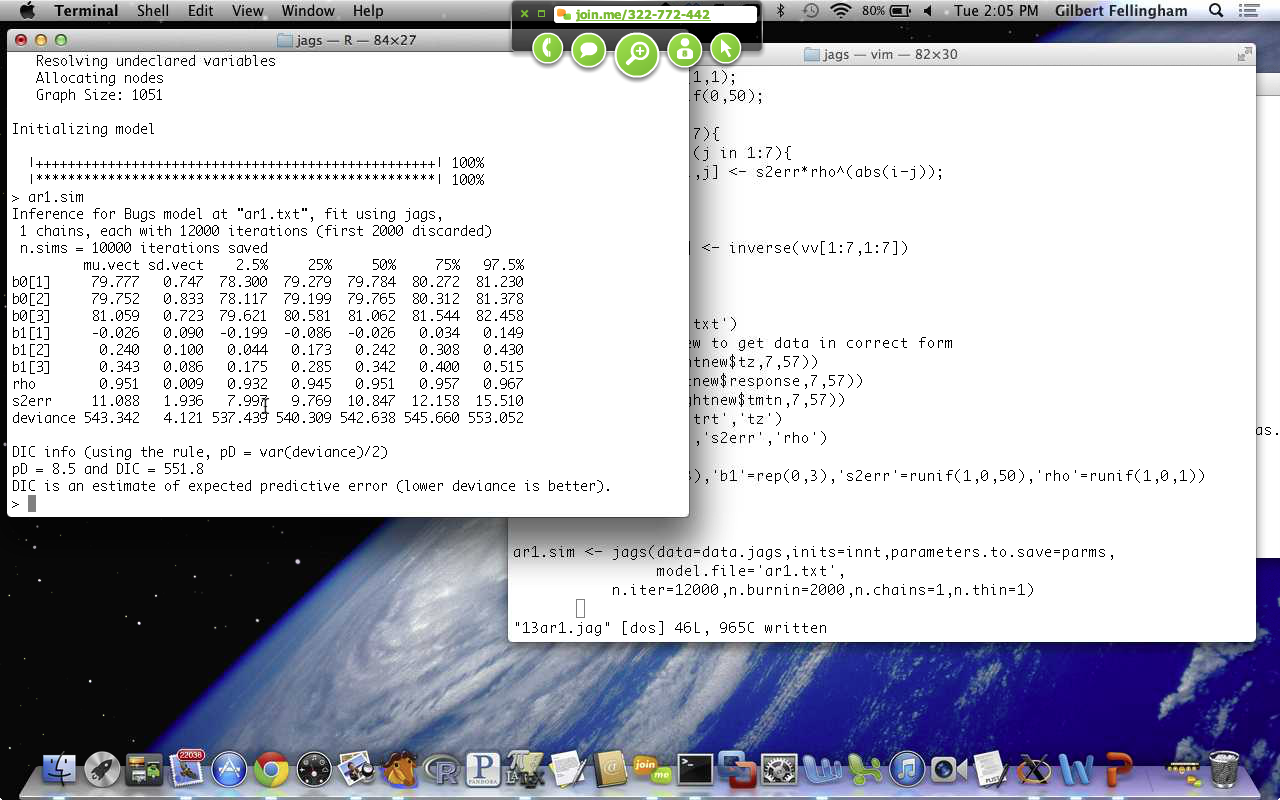 Terminal Shell Edit View Window Help
join.me/322-772-442
80% Tue 2:05 PM Gilbert Fellingham
jags — R — 84×27
Resolving undeclared variables
Allocating nodes
Graph Size: 1051
Initializing model
|++++++++++++++++++++++++++++++++++++++++++++++++++| 100%
|**************************************************| 100%
> ar1.sim
Inference for Bugs model at "ar1.txt", fit using jags,
1 chains, each with 12000 iterations (first 2000 discarded)
n.sims = 10000 iterations saved
mu.vect sd.vect 2.5% 25% 50% 75% 97.5%
b0[1] 79.777 0.747 78.300 79.279 79.784 80.272 81.230
b0[2] 79.752 0.833 78.117 79.199 79.765 80.312 81.378
b0[3] 81.059 0.723 79.621 80.581 81.062 81.544 82.458
b1[1] -0.026 0.090 -0.199 -0.086 -0.026 0.034 0.149
b1[2] 0.240 0.100 0.044 0.173 0.242 0.308 0.430
b1[3] 0.343 0.086 0.175 0.285 0.342 0.400 0.515
rho 0.951 0.009 0.932 0.945 0.951 0.957 0.967
s2err 11.088 1.936 7.997 9.769 10.847 12.158 15.510
deviance 543.342 4.121 537.439 540.309 542.638 545.660 553.052
DIC info (using the rule, pD = var(deviance)/2)
pD = 8.5 and DIC = 551.8
DIC is an estimate of expected predictive error (lower deviance is better).
>
jags — vim — 82×30
1,1);
f(0,50);
7){
(j in 1:7){
,j] <- s2err*rho^(abs(i-j));
] <- inverse(vv[1:7,1:7])
txt')
ew to get data in correct form
ntnew$tz,7,57))
tnew$response,7,57))
ghtnew$tmtn,7,57))
trt','tz')
,'s2err','rho')
3),'b1'=rep(0,3),'s2err'=runif(1,0,50),'rho'=runif(1,0,1))
ar1.sim <- jags(data=data.jags,inits=innt,parameters.to.save=parms,
model.file='ar1.txt',
n.iter=12000,n.burnin=2000,n.chains=1,n.thin=1)
"13ar1.jag" [dos] 46L, 965C written
as.
22036
PANDORA
join me